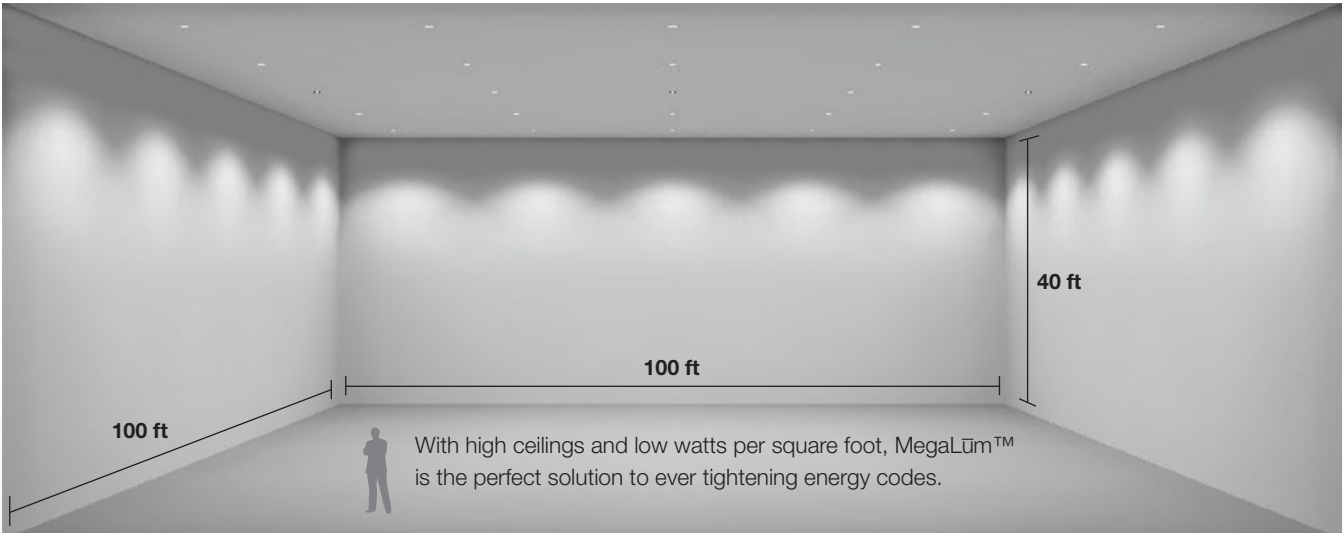 40 ft
100 ft
100 ft
With high ceilings and low watts per square foot, MegaLūm™
is the perfect solution to ever tightening energy codes.